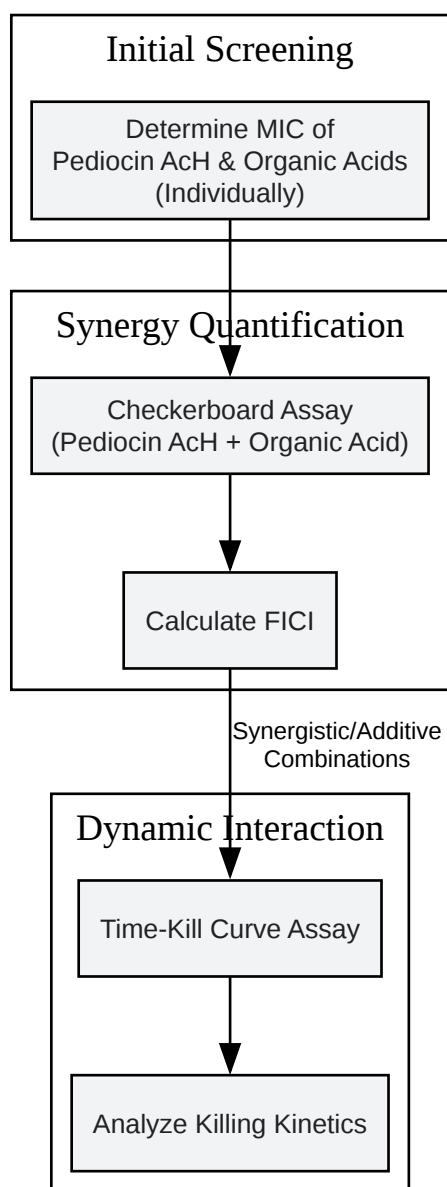 Initial Screening
Determine MIC of
Pediocin AcH & Organic Acids
(Individually)
Synergy Quantification
Checkerboard Assay
(Pediocin AcH + Organic Acid)
Calculate FICI
Synergistic/Additive
Combinations
Dynamic Interaction
Time-Kill Curve Assay
Analyze Killing Kinetics